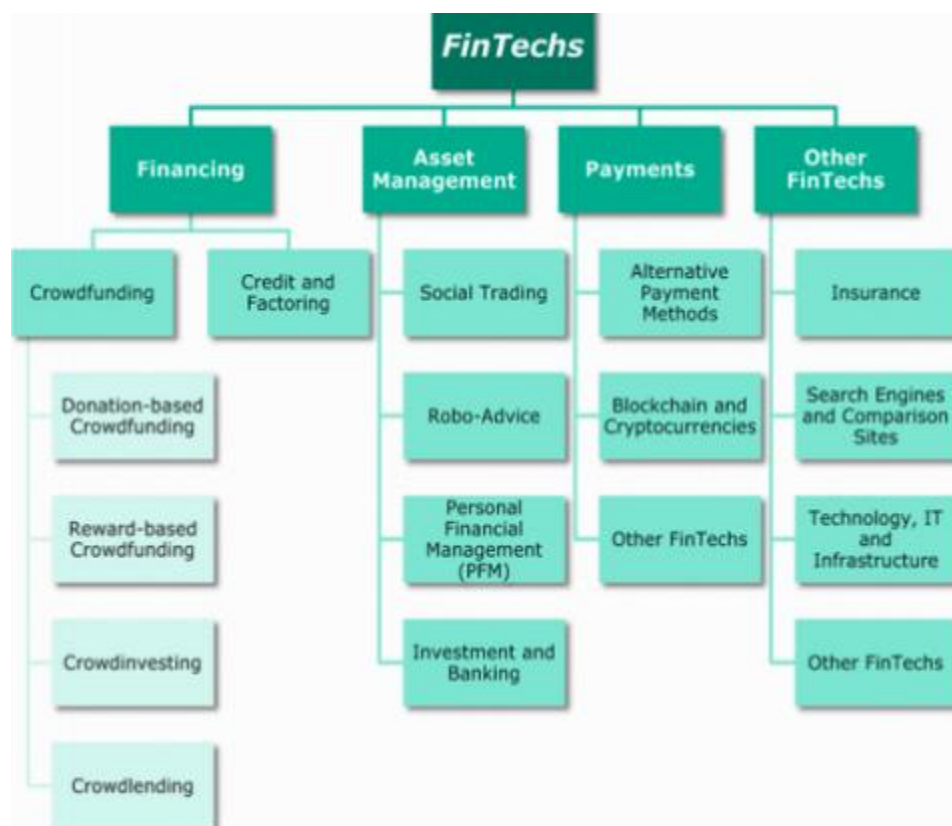 FinTechs
Financing
Asset
Management
Payments
Other
FinTechs
Crowdfunding
Credit and
Factoring
Social Trading
Alternative
Payment
Methods
Insurance
Donation-based
Crowdfunding
Robo-Advice
Blockchain and
Cryptocurrencies
Search Engines
and Comparison
Sites
Reward-based
Crowdfunding
Personal
Financial
Management
(PFM)
Other FinTechs
Technology, IT
and
Infrastructure
Crowdinvesting
Investment and
Banking
Other FinTechs
Crowdlending